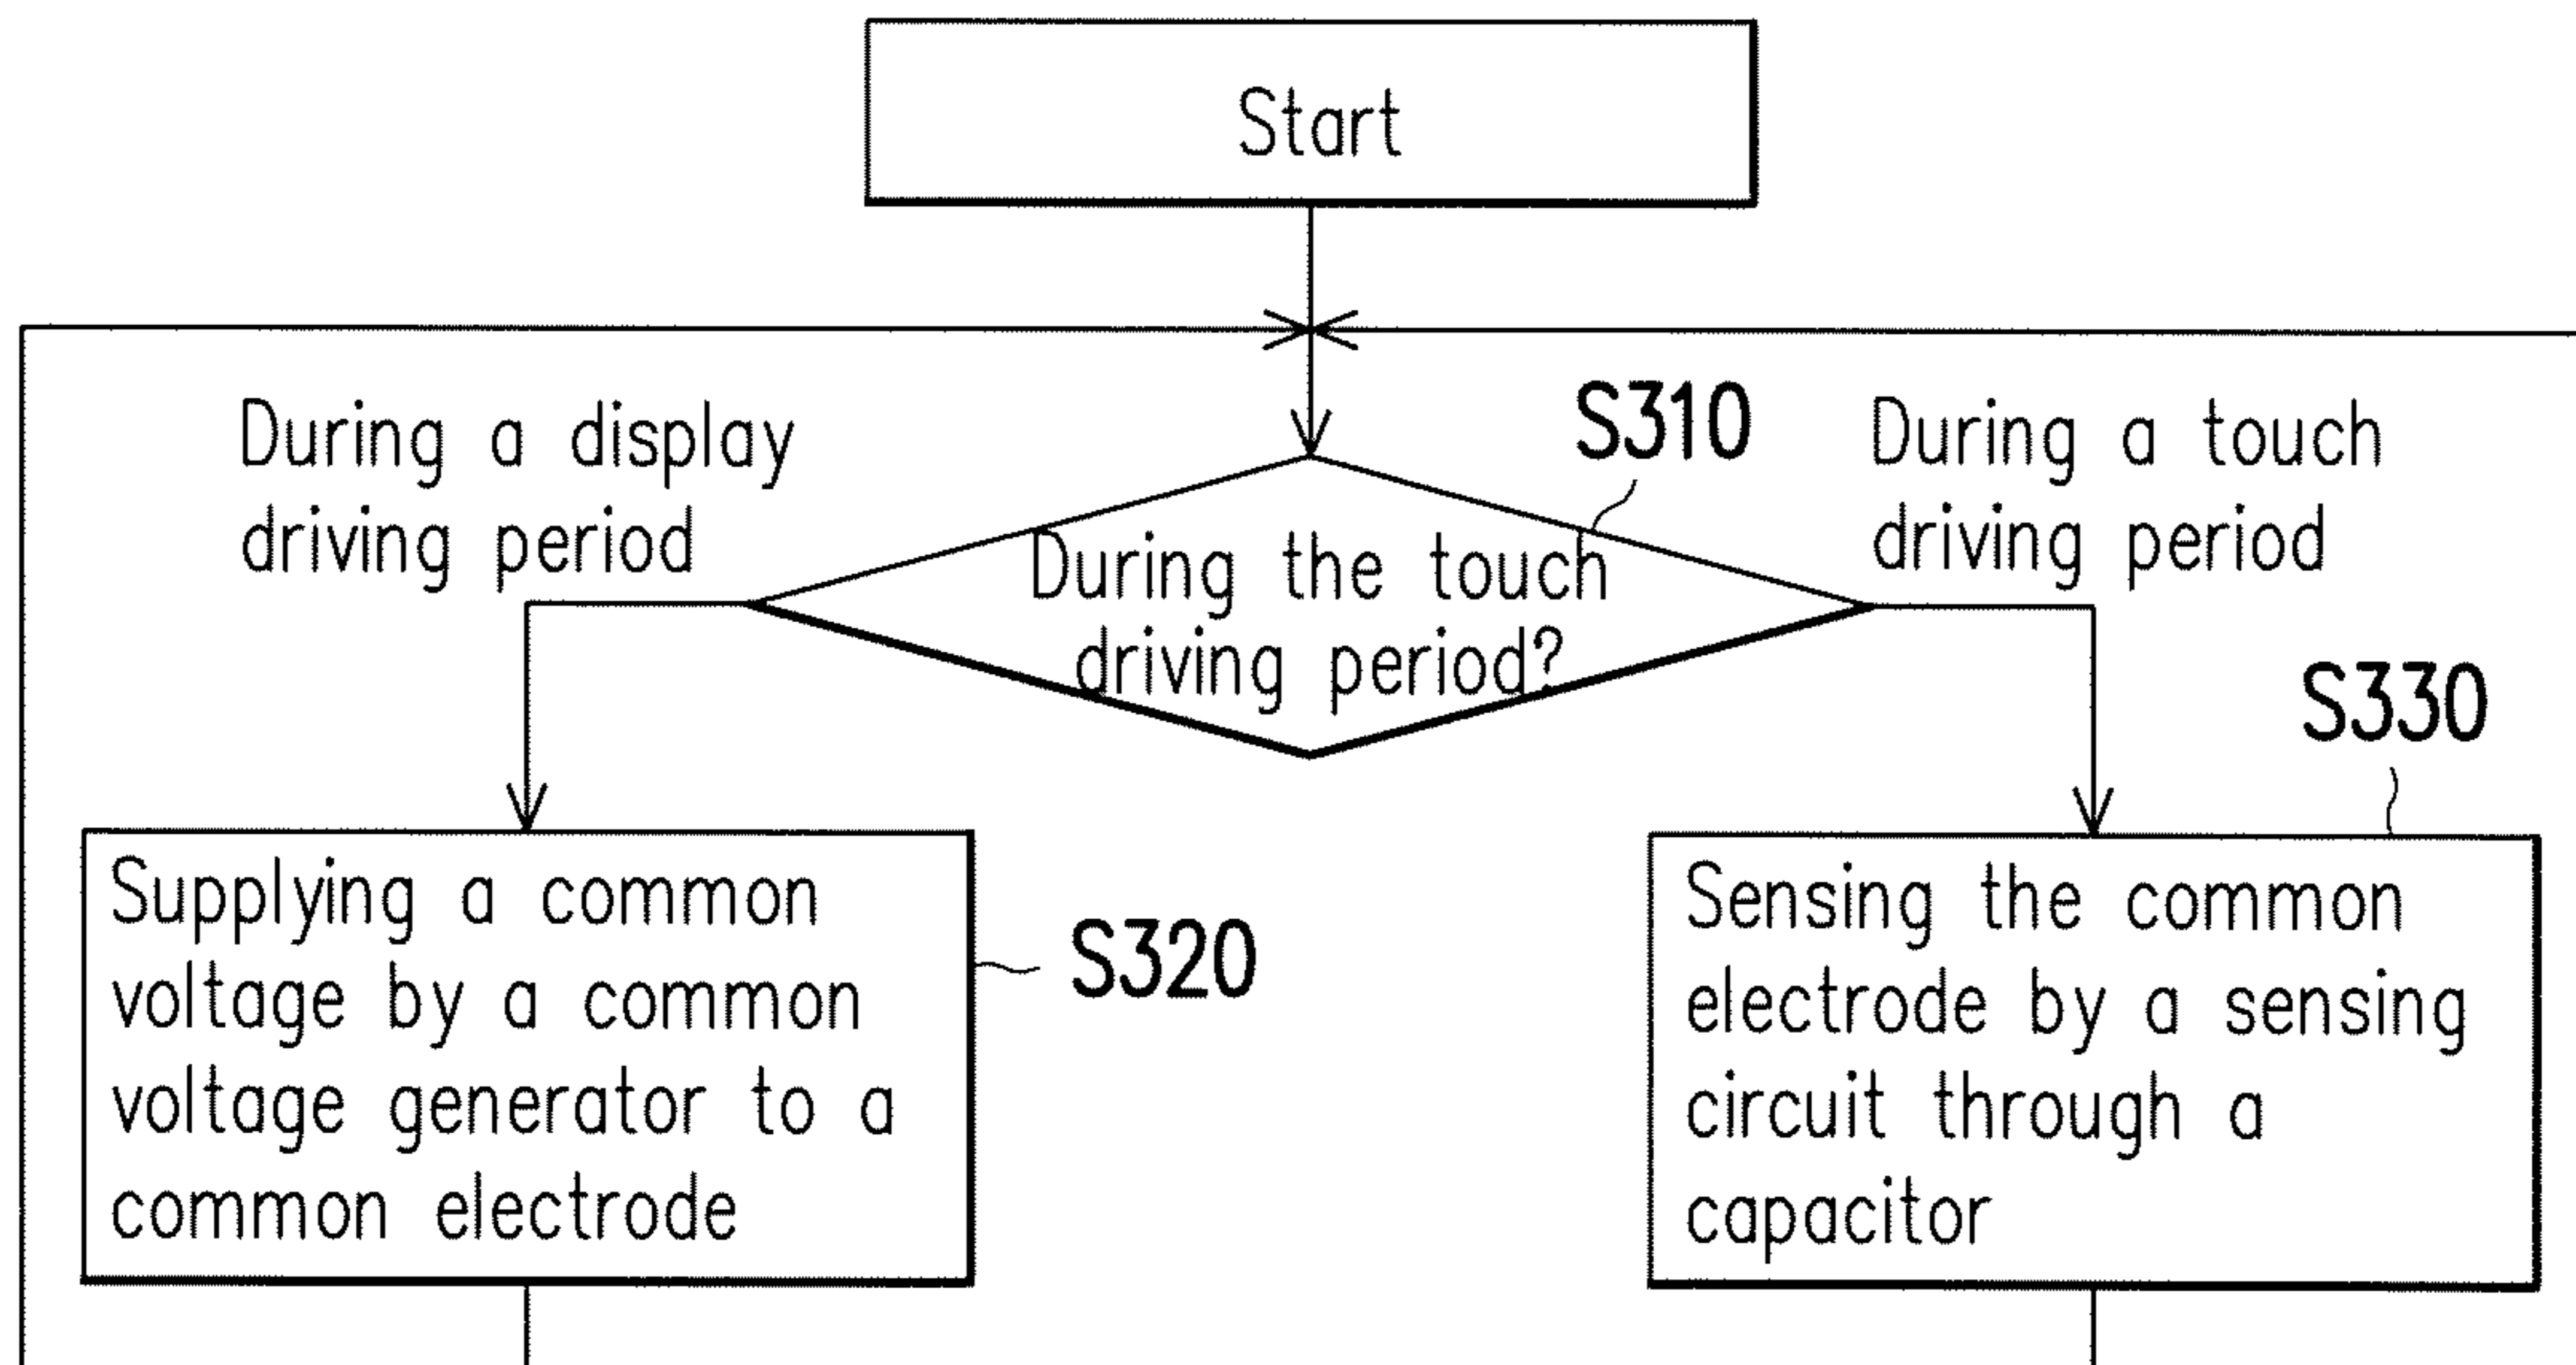 Start
During a display
driving period
S310
During a touch
driving period
During the touch
driving period?
S330
Supplying a common
voltage by a common
voltage generator to a
common electrode
S320
Sensing the common
electrode by a sensing
circuit through a
capacitor